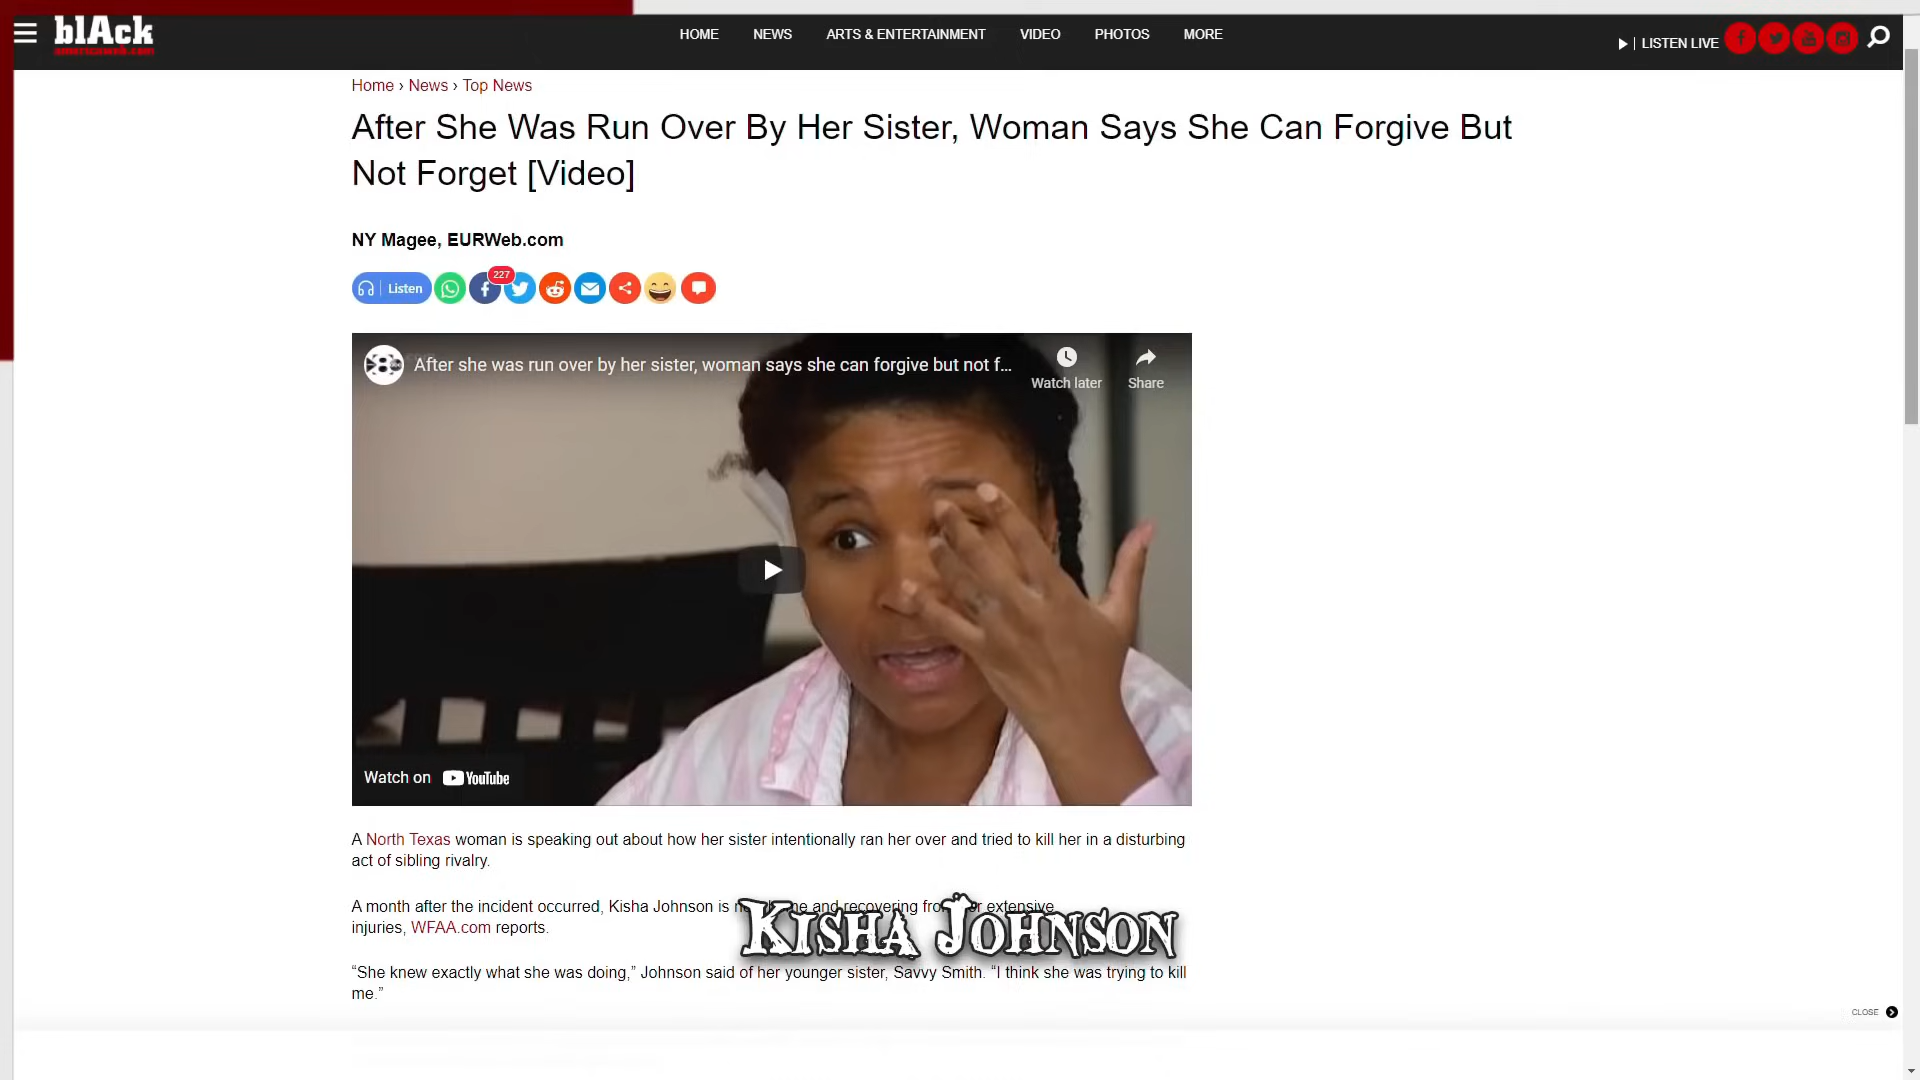 blAck
americaweb.com
HOME NEWS ARTS & ENTERTAINMENT VIDEO PHOTOS MORE
LISTEN LIVE
Home › News › Top News
After She Was Run Over By Her Sister, Woman Says She Can Forgive But
Not Forget [Video]
NY Magee, EURWeb.com
Listen
227
After she was run over by her sister, woman says she can forgive but not f...
Watch later
Share
Watch on YouTube
A North Texas woman is speaking out about how her sister intentionally ran her over and tried to kill her in a disturbing
act of sibling rivalry.
A month after the incident occurred, Kisha Johnson is and recovering extensive
injuries, WFAA.com reports.
Kisha Johnson
“She knew exactly what she was doing,” Johnson said of her younger sister, Savvy Smith. “I think she was trying to kill
me.”
CLOSE